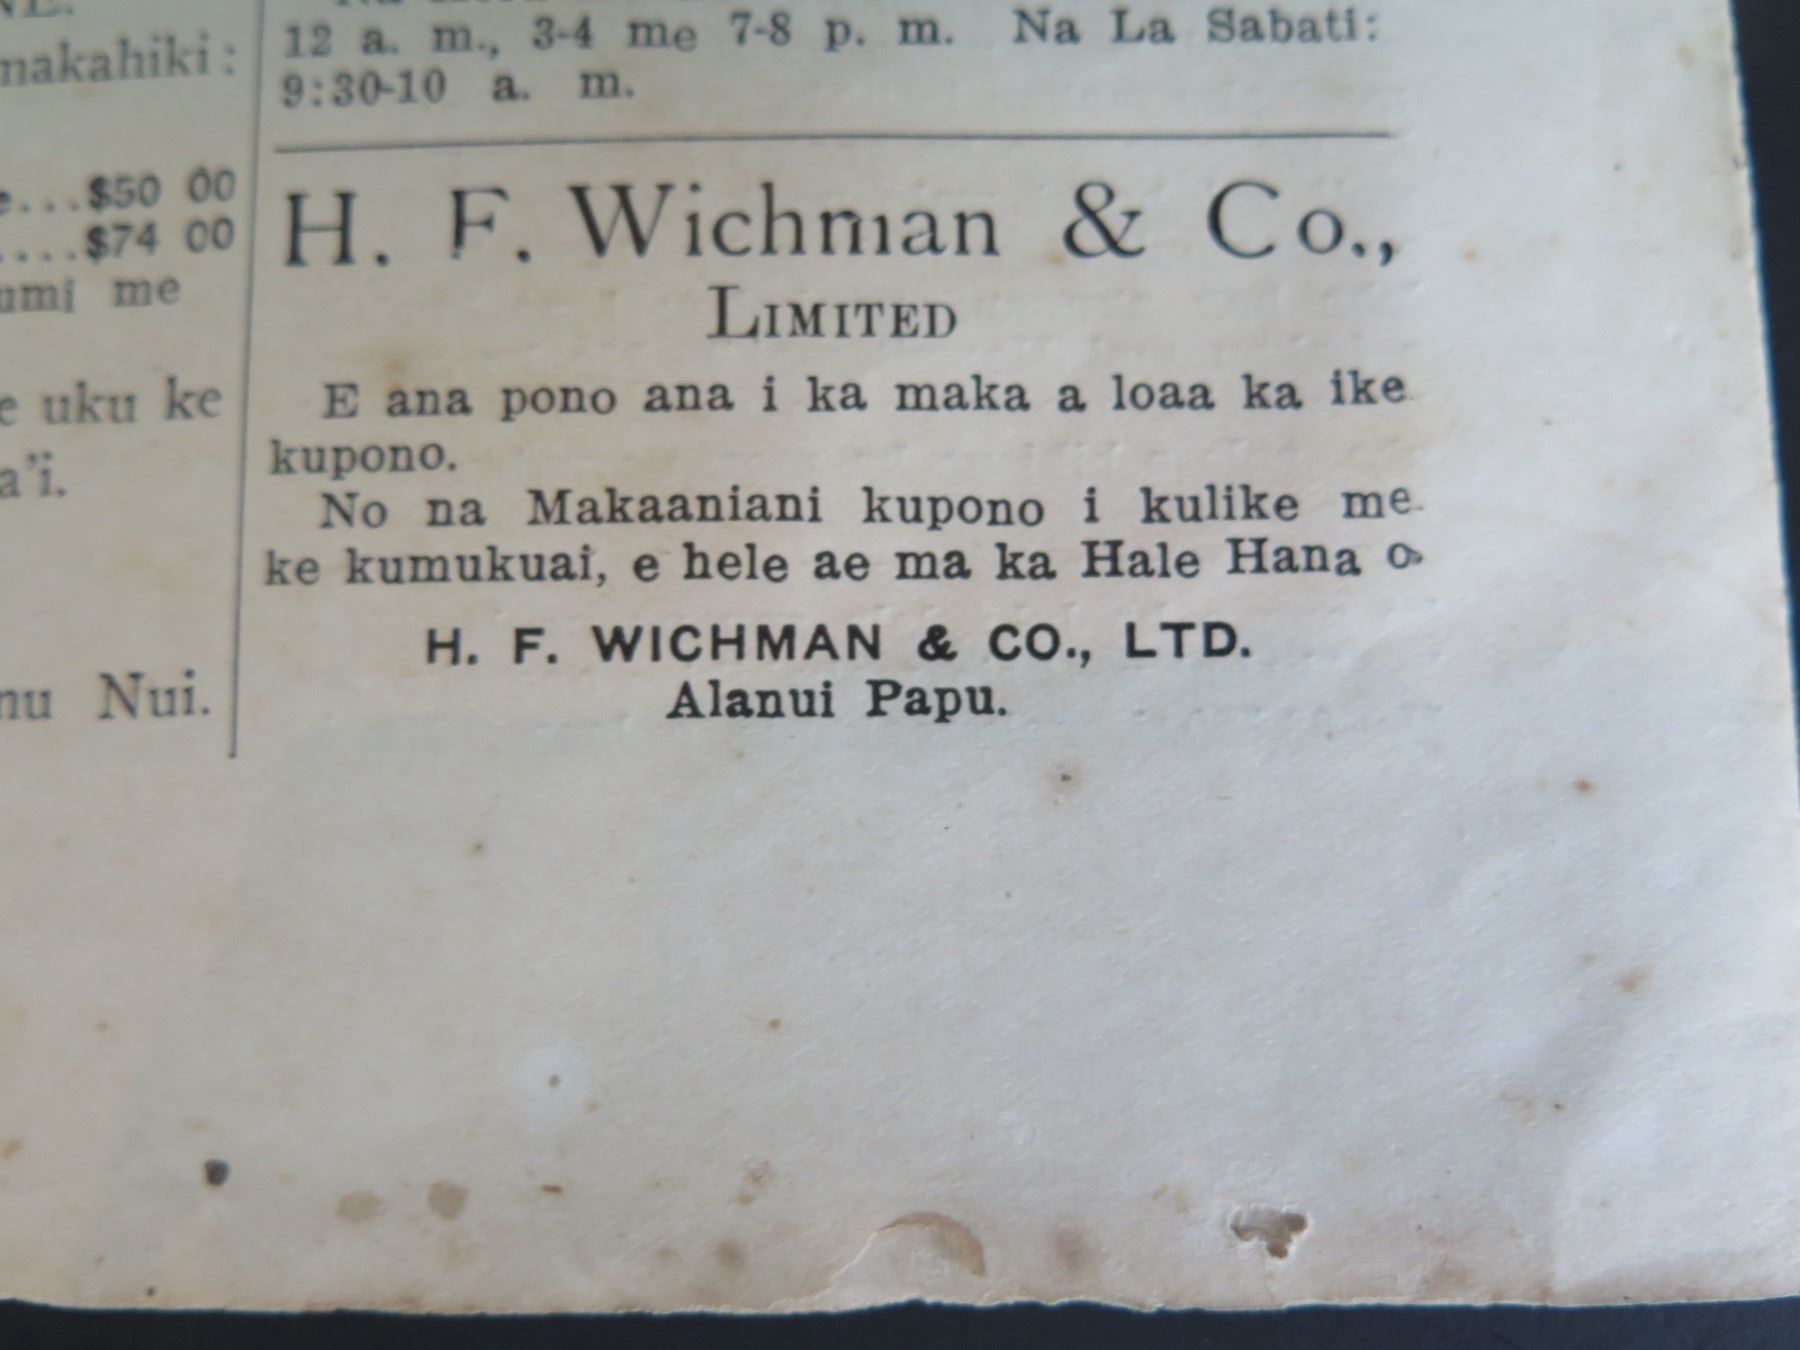 makahiki:
...$50 00
....$74 00
me
uku ke
a'i.
Nui.
12 a. m., 3-4 me 7-8 p. m. Na La Sabati:
9:30-10 a. m.
H. F. Wichman & Co.,
LIMITED
E ana pono ana i ka maka a loaa ka ike
kupono.
No na Makaaniani kupono i kulike me
ke kumukuai, e hele ae ma ka Hale Hana o
H. F. WICHMAN & CO., LTD.
Alanui Papu.